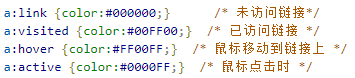 a:link {color:#000000;}      /* 未访问链接*/
a:visited {color:#00FF00;}  /* 已访问链接 */
a:hover {color:#FF00FF;}  /* 鼠标移动到链接上 */
a:active {color:#0000FF;}  /* 鼠标点击时 */